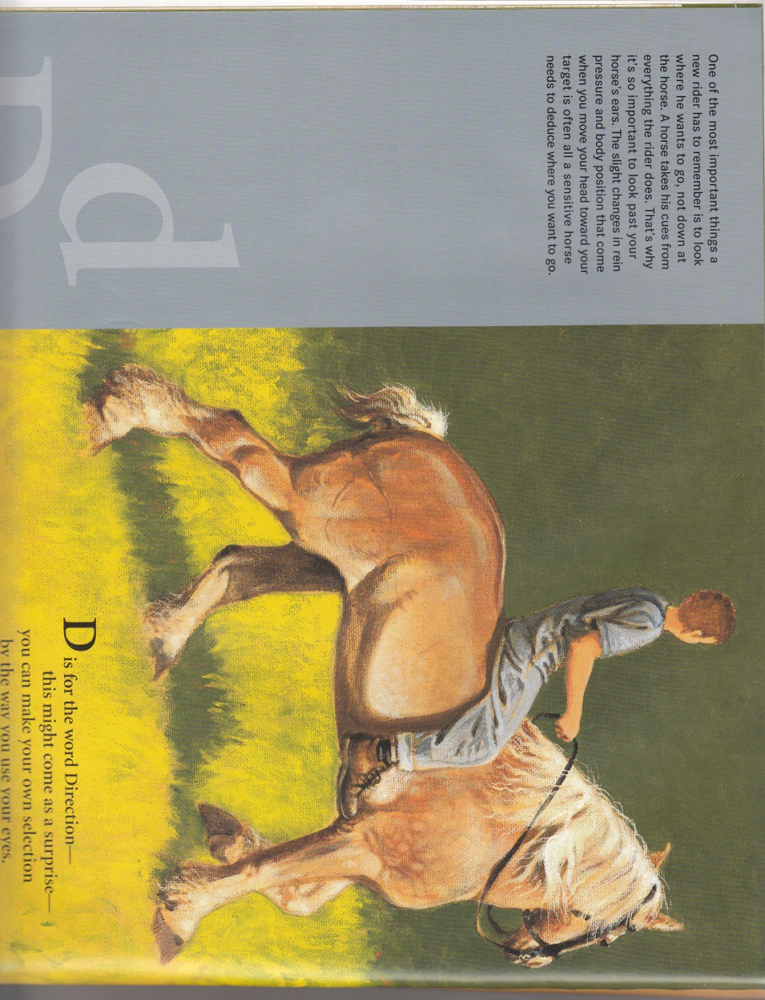 One of the most important things a
new rider has to remember is to look
where he wants to go, not down at
the horse. A horse takes his cues from
everything the rider does. That's why
it's so important to look past your
horse's ears. The slight changes in rein
pressure and body position that come
when you move your head toward your
target is often all a sensitive horse
needs to deduce where you want to go.
D d
D is for the word Direction—
this might come as a surprise—
you can make your own selection
by the way you use your eyes.